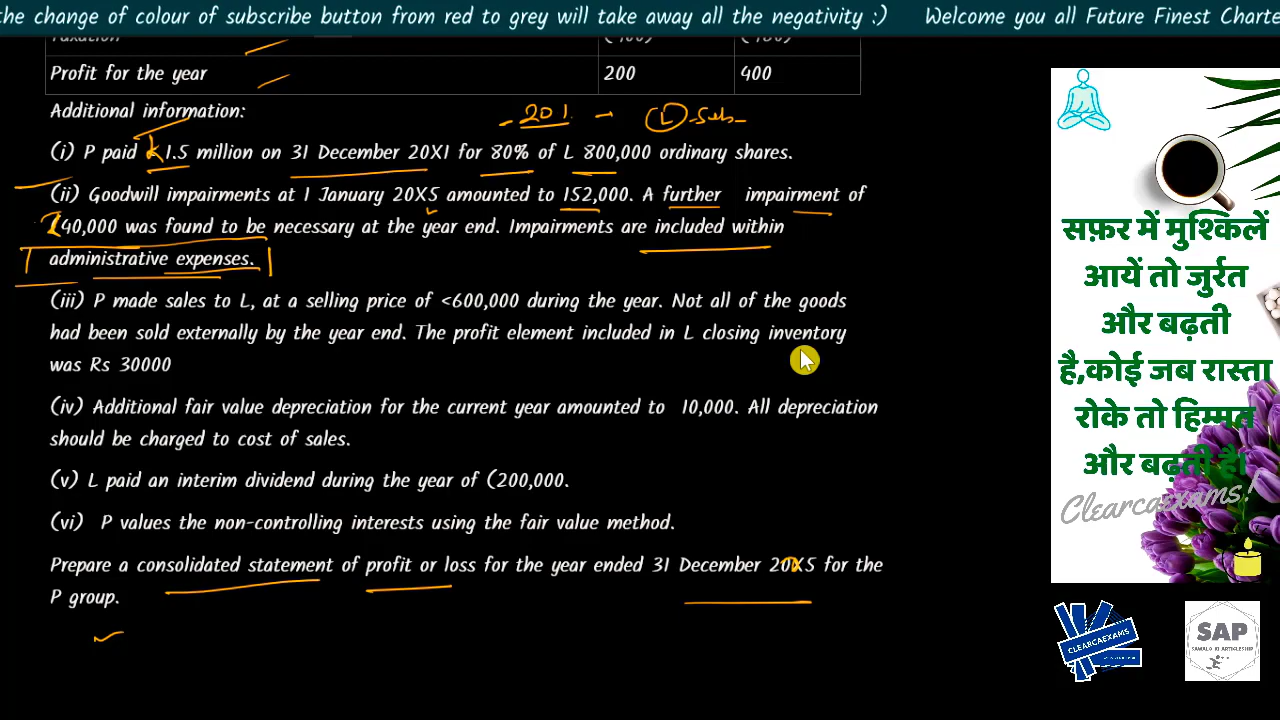 the change of colour of subscribe button from red to grey will take away all the negativity :) Welcome you all Future Finest Charte
Taxation
Profit for the year 200 400
Additional information:
20% → L Sub
(i) P paid 1.5 million on 31 December 20X1 for 80% of L 800,000 ordinary shares.
(ii) Goodwill impairments at 1 January 20X5 amounted to 152,000. A further impairment of
40,000 was found to be necessary at the year end. Impairments are included within
administrative expenses.
(iii) P made sales to L, at a selling price of <600,000 during the year. Not all of the goods
had been sold externally by the year end. The profit element included in L closing inventory
was Rs 30000
(iv) Additional fair value depreciation for the current year amounted to 10,000. All depreciation
should be charged to cost of sales.
(v) L paid an interim dividend during the year of (200,000.
(vi) P values the non-controlling interests using the fair value method.
Prepare a consolidated statement of profit or loss for the year ended 31 December 20X5 for the
P group.
सफ़र में मुश्किलें
आयें तो जुर्रत
और बढ़ती
है,कोई जब रास्ता
रोके तो हिम्मत
और बढ़ती है।
Clearcaexams!
CLEARCAEXAMS
SAP
SAWALO KI ARTICLESHIP